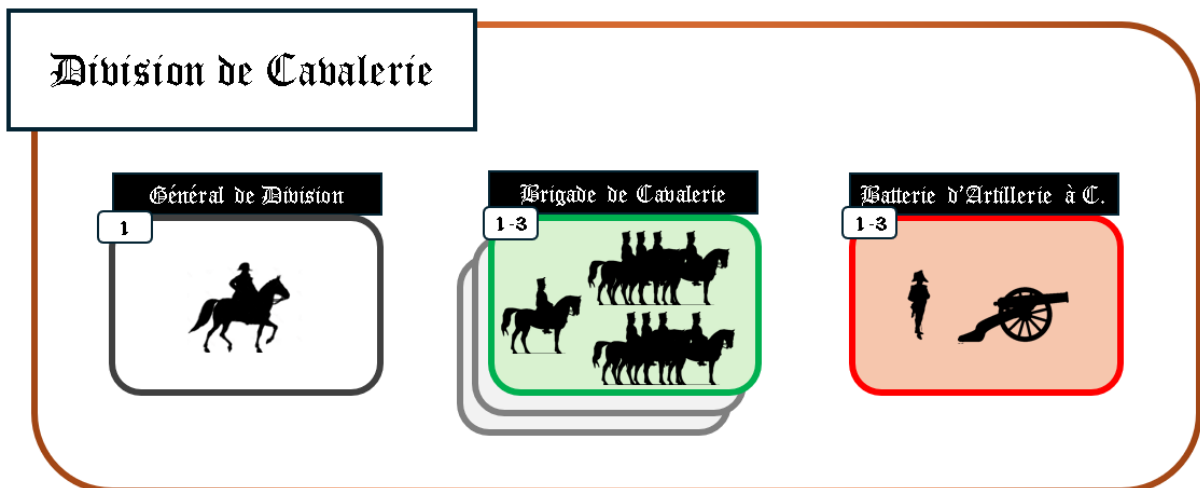 Division de Cavalerie
Général de Division
1
Brigade de Cavalerie
1-3
Batterie d'Artillerie à C.
1-3